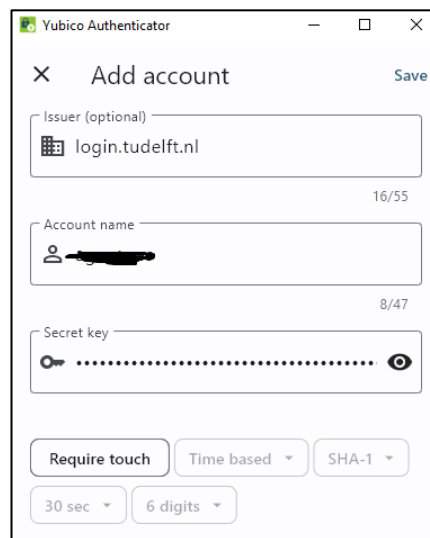 Yubico Authenticator
Add account
Save
Issuer (optional)
login.tudelft.nl
16/55
Account name
8/47
Secret key
Require touch
Time based
SHA-1
30 sec
6 digits